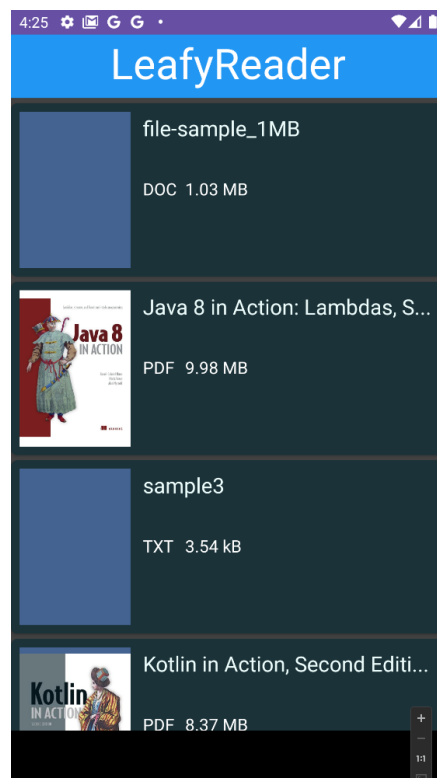 4:25
LeafyReader
file-sample_1MB
DOC 1.03 MB
Java 8 in Action: Lambdas, S...
Java 8
IN ACTION
PDF 9.98 MB
sample3
TXT 3.54 kB
Kotlin in Action, Second Editi...
Kotlin
IN ACTION
PDF 8.37 MB
1:1